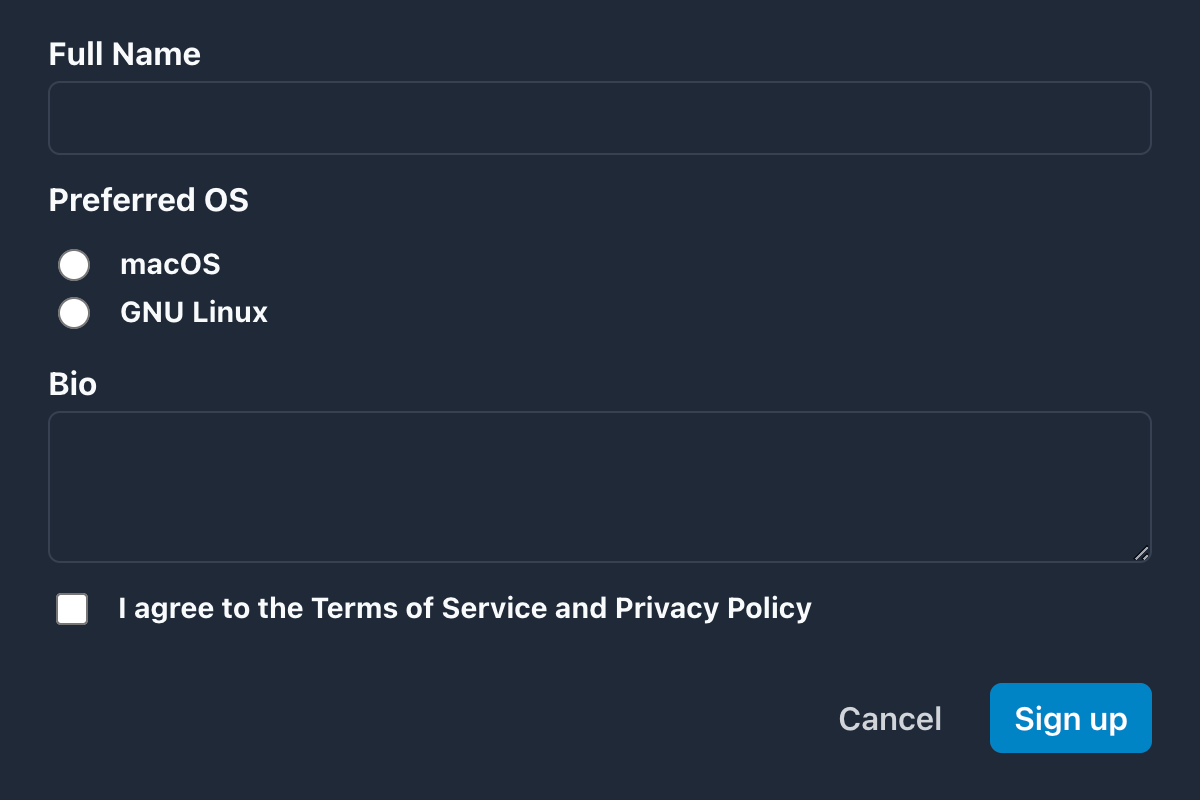 Full Name
Preferred OS
macOS
GNU Linux
Bio
I agree to the Terms of Service and Privacy Policy
Cancel
Sign up